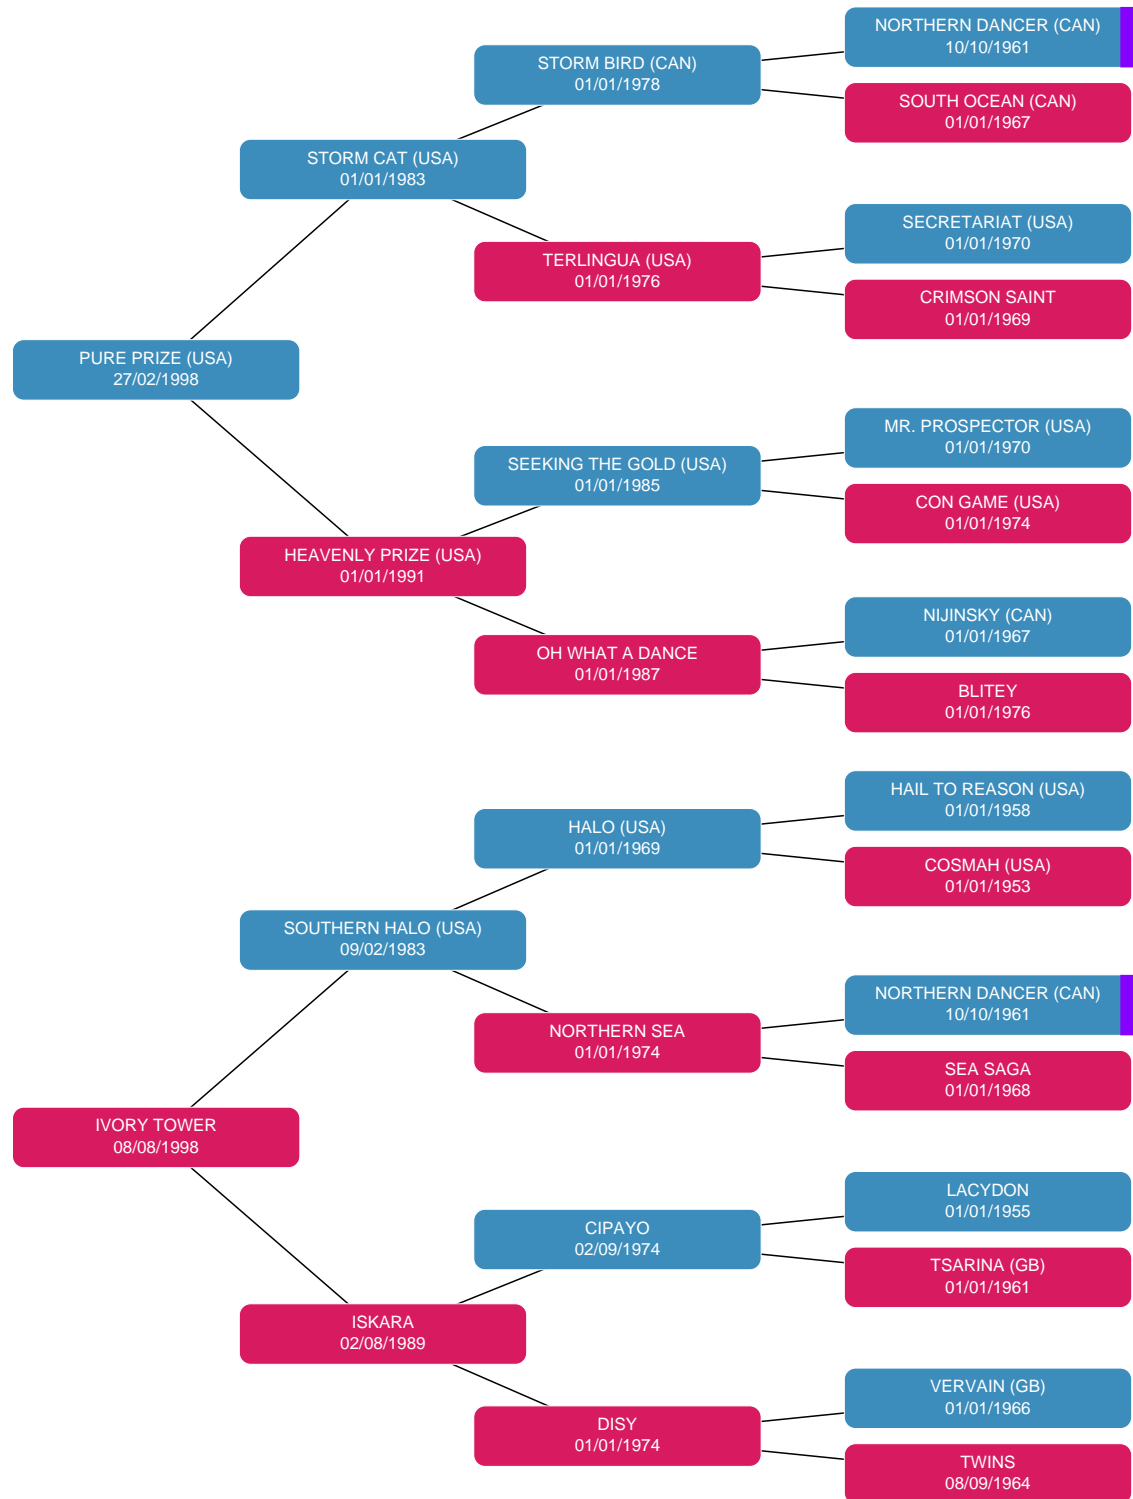 NORTHERN DANCER (CAN)
10/10/1961
STORM BIRD (CAN)
01/01/1978
SOUTH OCEAN (CAN)
01/01/1967
STORM CAT (USA)
01/01/1983
SECRETARIAT (USA)
01/01/1970
TERLINGUA (USA)
01/01/1976
CRIMSON SAINT
01/01/1969
PURE PRIZE (USA)
27/02/1998
MR. PROSPECTOR (USA)
01/01/1970
SEEKING THE GOLD (USA)
01/01/1985
CON GAME (USA)
01/01/1974
HEAVENLY PRIZE (USA)
01/01/1991
NIJINSKY (CAN)
01/01/1967
OH WHAT A DANCE
01/01/1987
BLITEY
01/01/1976
HAIL TO REASON (USA)
01/01/1958
HALO (USA)
01/01/1969
COSMAH (USA)
01/01/1953
SOUTHERN HALO (USA)
09/02/1983
NORTHERN DANCER (CAN)
10/10/1961
NORTHERN SEA
01/01/1974
SEA SAGA
01/01/1968
IVORY TOWER
08/08/1998
LACYDON
01/01/1955
CIPAYO
02/09/1974
TSARINA (GB)
01/01/1961
ISKARA
02/08/1989
VERVAIN (GB)
01/01/1966
DISY
01/01/1974
TWINS
08/09/1964